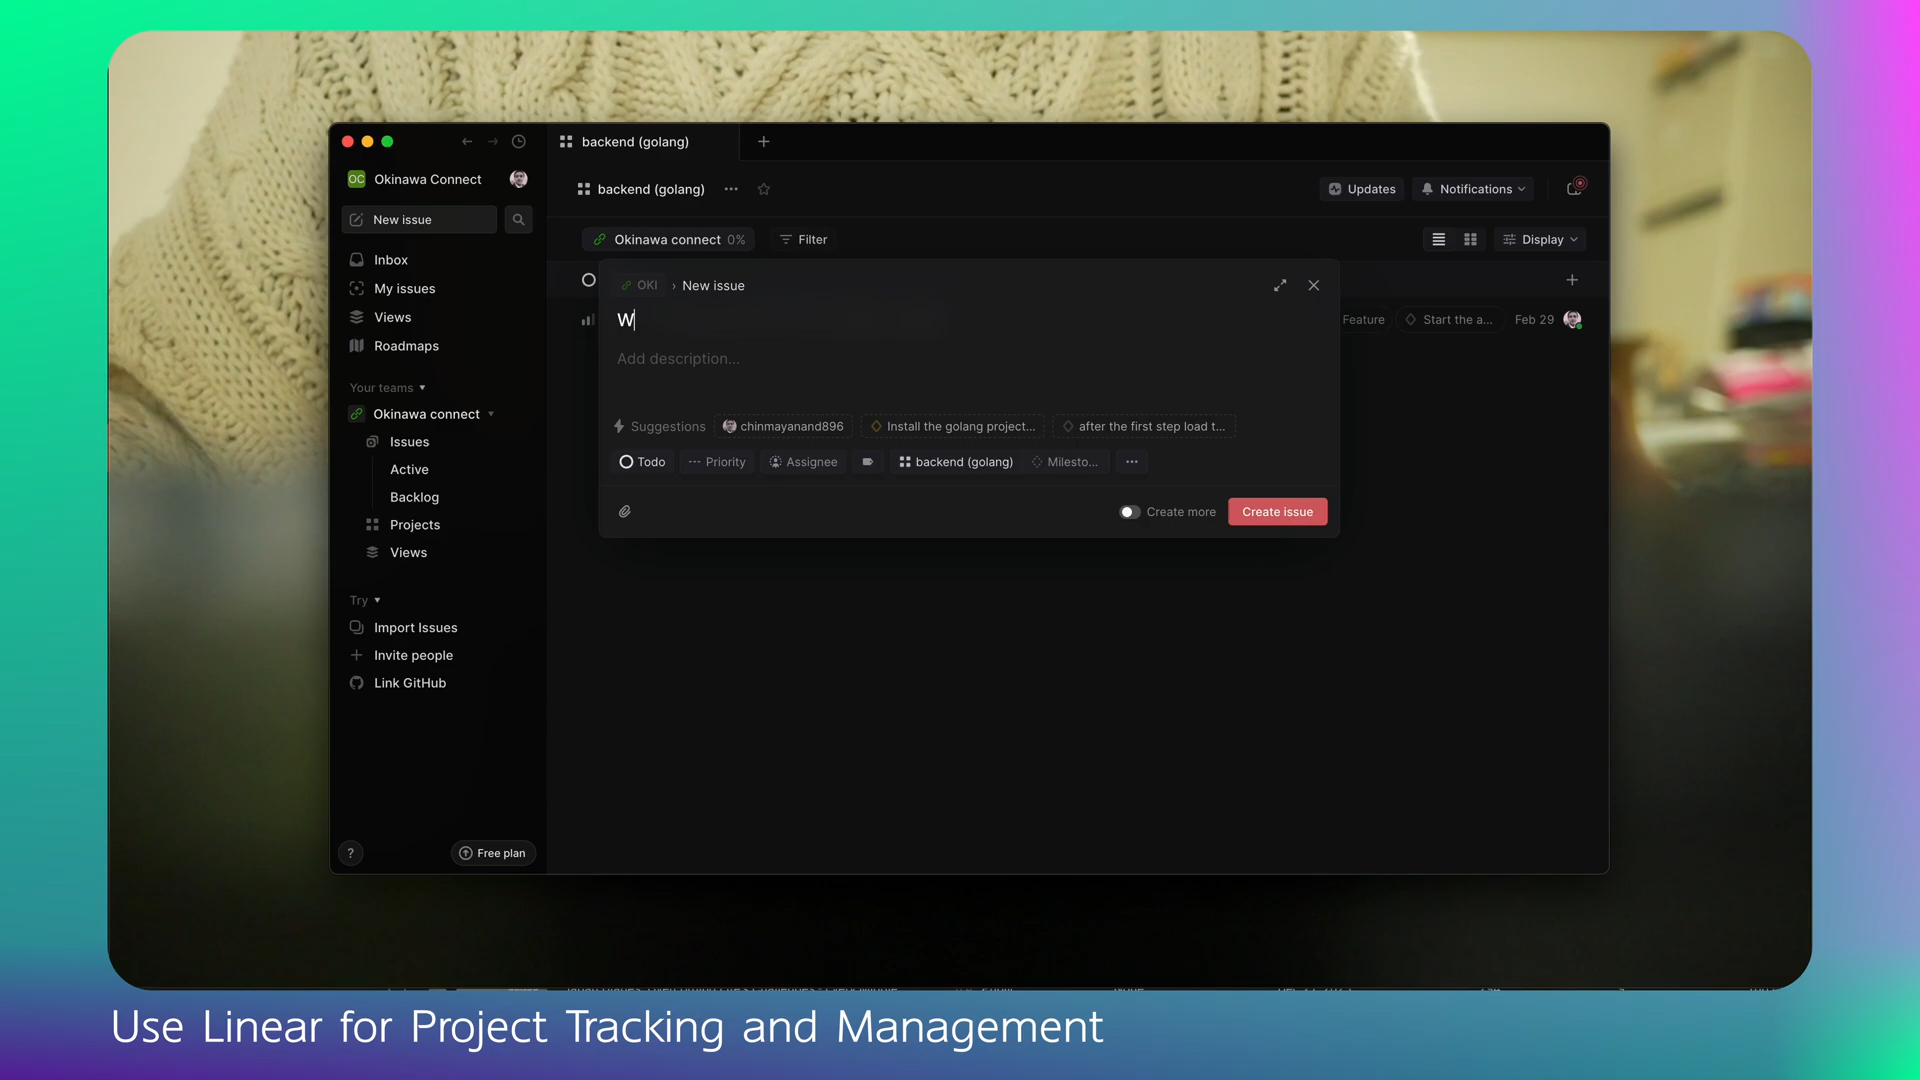 backend (golang)
OC Okinawa Connect
backend (golang)
Updates
Notifications
New issue
Okinawa connect 0%
Filter
Display
Inbox
My issues
Views
Roadmaps
OKI › New issue
W
Add description...
Feature
Start the a...
Feb 29
Your teams
Okinawa connect
Issues
Active
Backlog
Projects
Views
Suggestions
chinmayanand896
Install the golang project...
after the first step load t...
Todo
Priority
Assignee
backend (golang)
Milesto...
Create more
Create issue
Try
Import Issues
Invite people
Link GitHub
?
Free plan
Use Linear for Project Tracking and Management